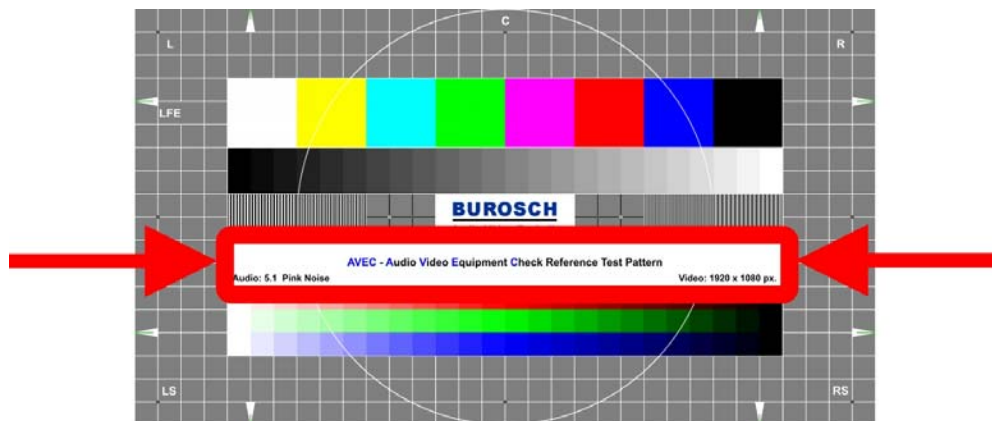 C
L R
LFE
BUROSCH
AVEC - Audio Video Equipment Check Reference Test Pattern
Audio: 5.1 Pink Noise Video: 1920 x 1080 px.
LS RS